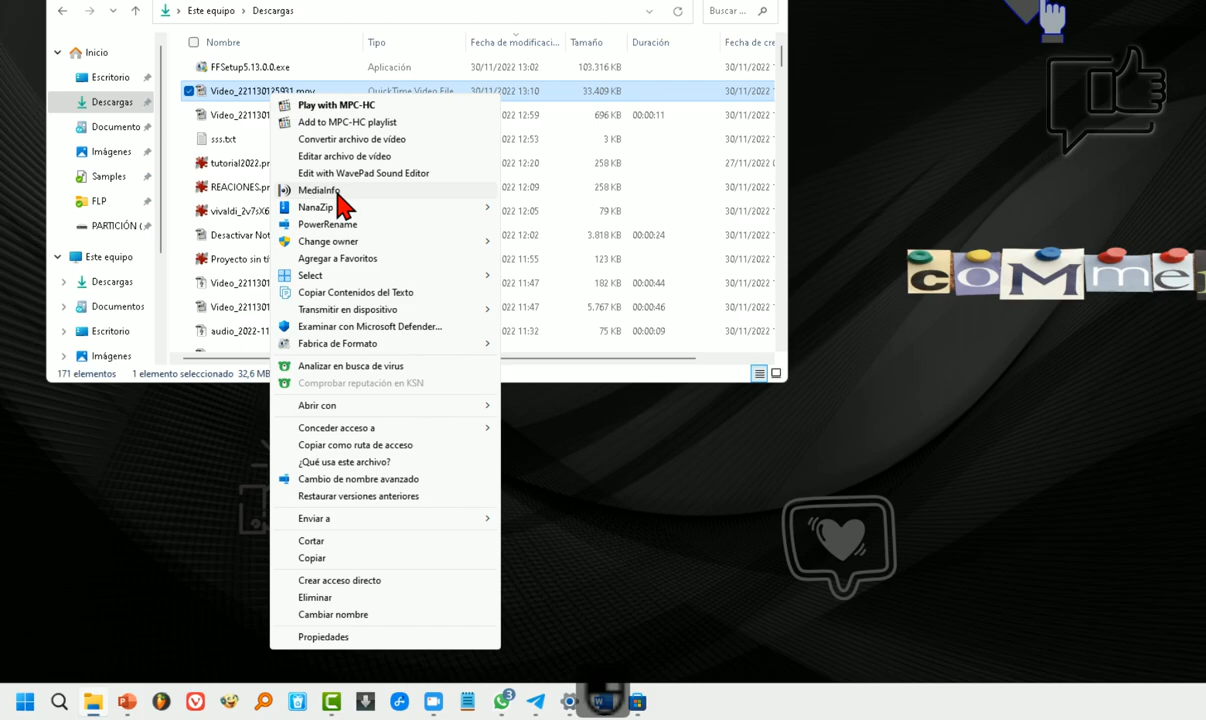 Este equipo > Descargas
Buscar ...
Nombre Tipo Fecha de modificaci... Tamaño Duración Fecha de cre
Inicio
Escritorio
Descargas
Documento
Imágenes
Samples
FLP
PARTICIÓN (
Este equipo
Descargas
Documentos
Escritorio
Imágenes
FFSetup5.13.0.0.exe Aplicación 30/11/2022 13:02 103.316 KB 30/11/2022
Video_221130125931.mov QuickTime Video File 30/11/2022 13:10 33.409 KB 30/11/2022
Video_2211301 2022 12:59 696 KB 00:00:11 30/11/2022
sss.txt 2022 12:53 3 KB 30/11/2022
tutorial2022.pr 2022 12:20 258 KB 27/11/2022
REACIONES.pr 2022 12:09 258 KB 30/11/2022
vivaldi_2v7sX6 2022 12:05 79 KB 30/11/2022
Desactivar Not 2022 12:02 3.818 KB 00:00:24 30/11/2022
Proyecto sin tí 2022 11:55 123 KB 30/11/2022
Video_221130 2022 11:47 182 KB 00:00:44 30/11/2022
Video_2211301 2022 11:47 5.767 KB 00:00:46 30/11/2022
audio_2022-11 2022 11:32 75 KB 00:00:09 30/11/2022
171 elementos 1 elemento seleccionado 32,6 MB
Play with MPC-HC
Add to MPC-HC playlist
Convertir archivo de vídeo
Editar archivo de vídeo
Edit with WavePad Sound Editor
MediaInfo
NanaZip
PowerRename
Change owner
Agregar a Favoritos
Select
Copiar Contenidos del Texto
Transmitir en dispositivo
Examinar con Microsoft Defender...
Fabrica de Formato
Analizar en busca de virus
Comprobar reputación en KSN
Abrir con
Conceder acceso a
Copiar como ruta de acceso
¿Qué usa este archivo?
Cambio de nombre avanzado
Restaurar versiones anteriores
Enviar a
Cortar
Copiar
Crear acceso directo
Eliminar
Cambiar nombre
Propiedades
coMme
3